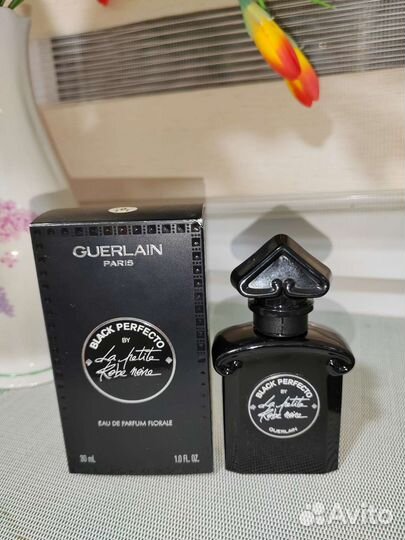 GUERLAIN
PARIS
BLACK PERFECTO
BY
La petite
Robe noire
EAU DE PARFUM FLORALE
30 mL 1.0 FL. OZ.
BLACK PERFECTO
BY
La petite
Robe noire
GUERLAIN
Avito